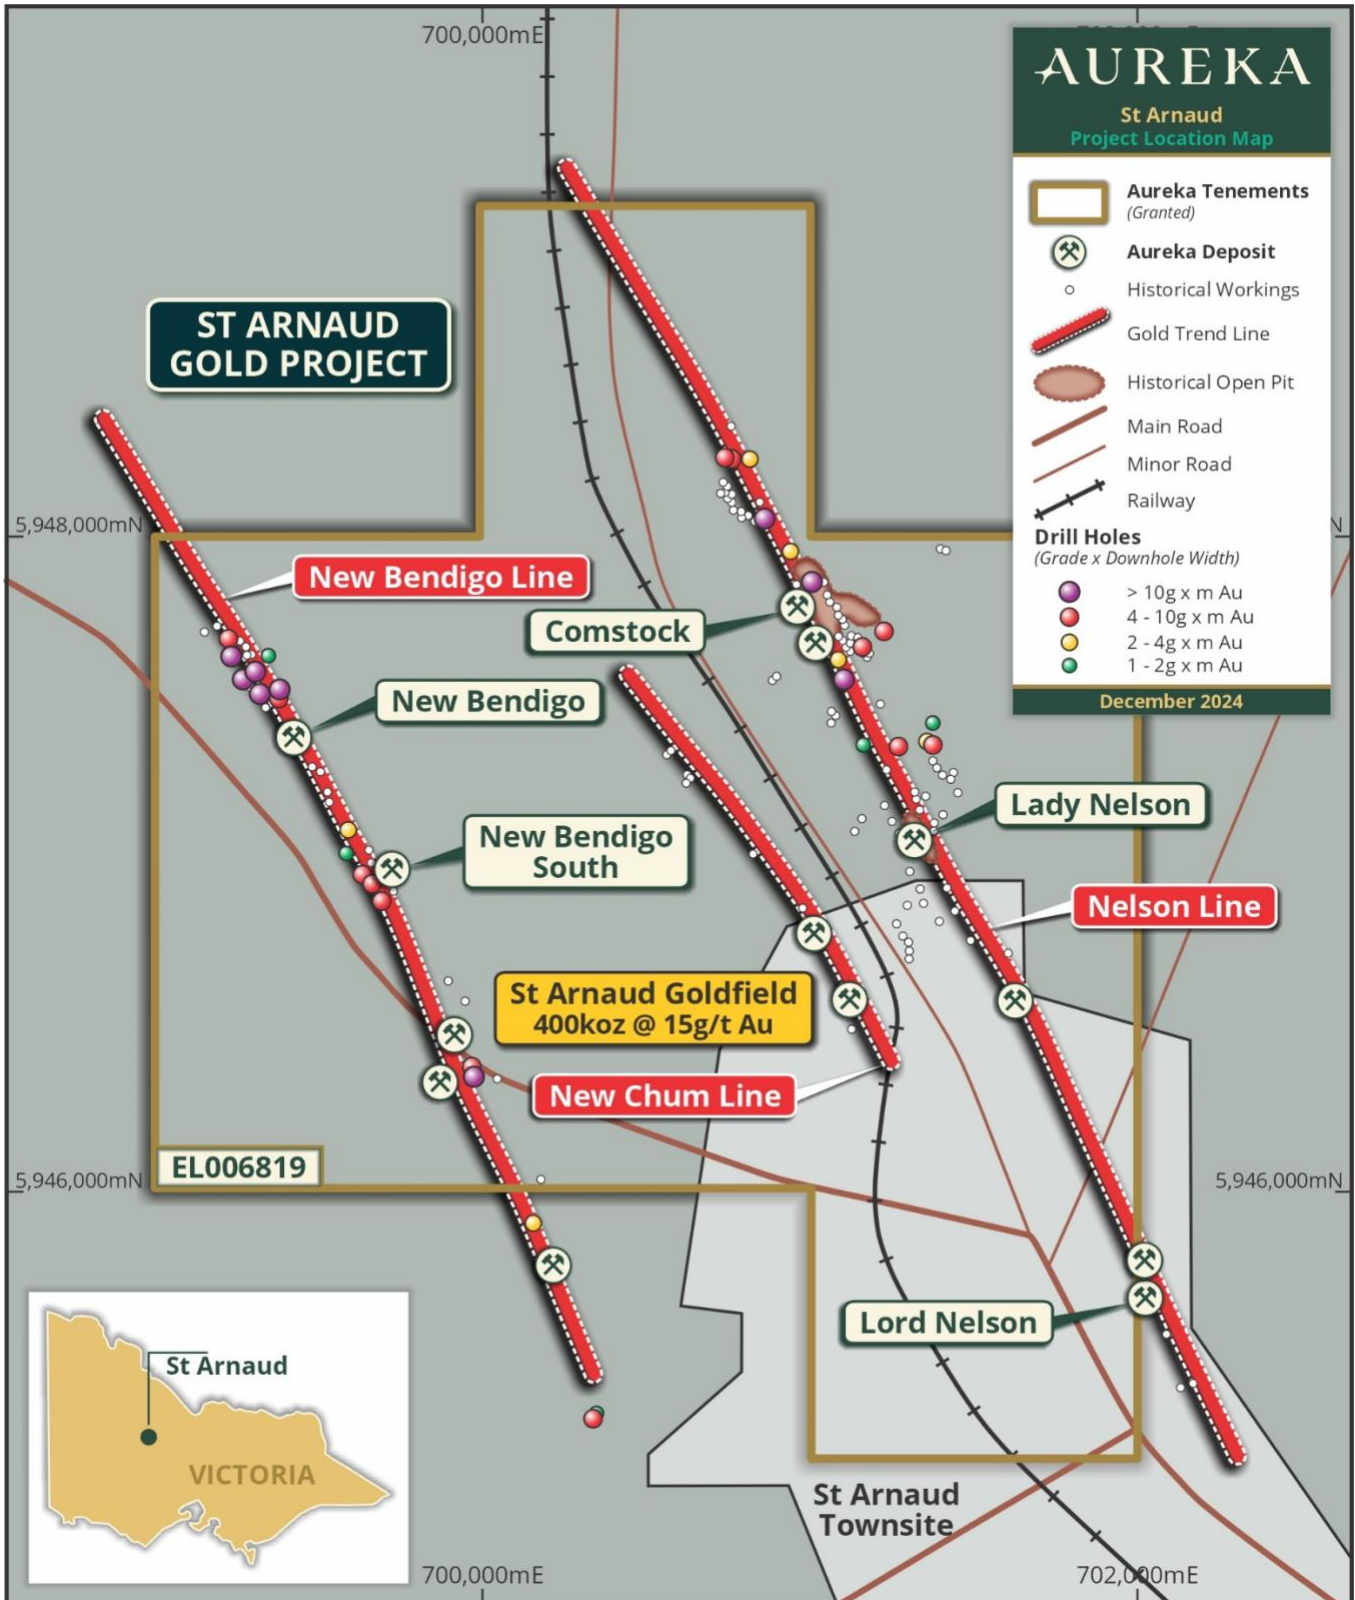 700,000mE
AUREKA
St Arnaud
Project Location Map
Aureka Tenements
(Granted)
Aureka Deposit
Historical Workings
Gold Trend Line
Historical Open Pit
Main Road
Minor Road
Railway
Drill Holes
(Grade x Downhole Width)
> 10g x m Au
4 - 10g x m Au
2 - 4g x m Au
1 - 2g x m Au
December 2024
ST ARNAUD
GOLD PROJECT
5,948,000mN
N
New Bendigo Line
Comstock
New Bendigo
Lady Nelson
New Bendigo
South
Nelson Line
St Arnaud Goldfield
400koz @ 15g/t Au
New Chum Line
EL006819
5,946,000mN
5,946,000mN
Lord Nelson
St Arnaud
VICTORIA
St Arnaud
Townsite
700,000mE
702,000mE